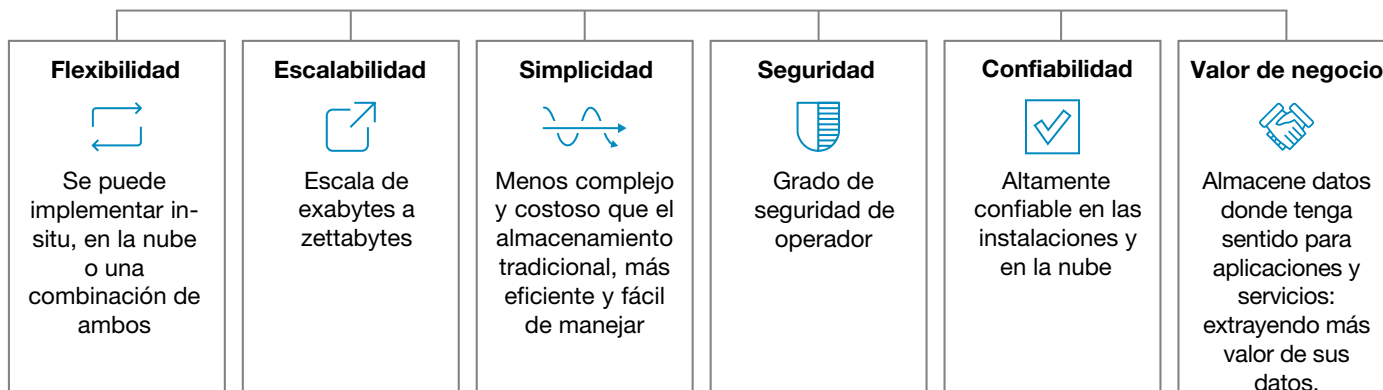 Flexibilidad
Se puede
implementar in-
situ, en la nube
o una
combinación de
ambos
Escalabilidad
Escala de
exabytes a
zettabytes
Simplicidad
Menos complejo
y costoso que el
almacenamiento
tradicional, más
eficiente y fácil
de manejar
Seguridad
Grado de
seguridad de
operador
Confiabilidad
Altamente
confiable en las
instalaciones y
en la nube
Valor de negocio
Almacene datos
donde tenga
sentido para
aplicaciones y
servicios:
extrayendo más
valor de sus
datos.